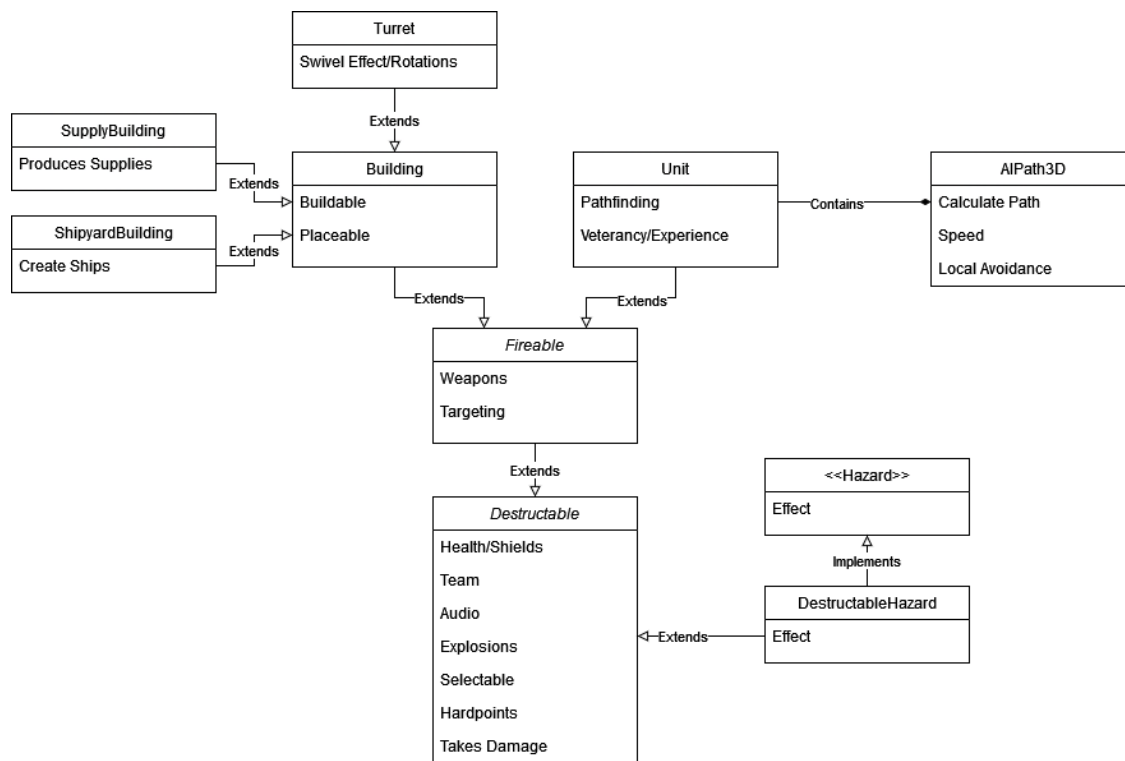 Turret
Swivel Effect/Rotations
Extends
SupplyBuilding
Produces Supplies
Extends
ShipyardBuilding
Create Ships
Extends
Building
Buildable
Placeable
Extends
Unit
Pathfinding
Veterancy/Experience
Extends
Contains
AIPath3D
Calculate Path
Speed
Local Avoidance
Fireable
Weapons
Targeting
Extends
Destructable
Health/Shields
Team
Audio
Explosions
Selectable
Hardpoints
Takes Damage
<<Hazard>>
Effect
Implements
DestructableHazard
Effect
Extends